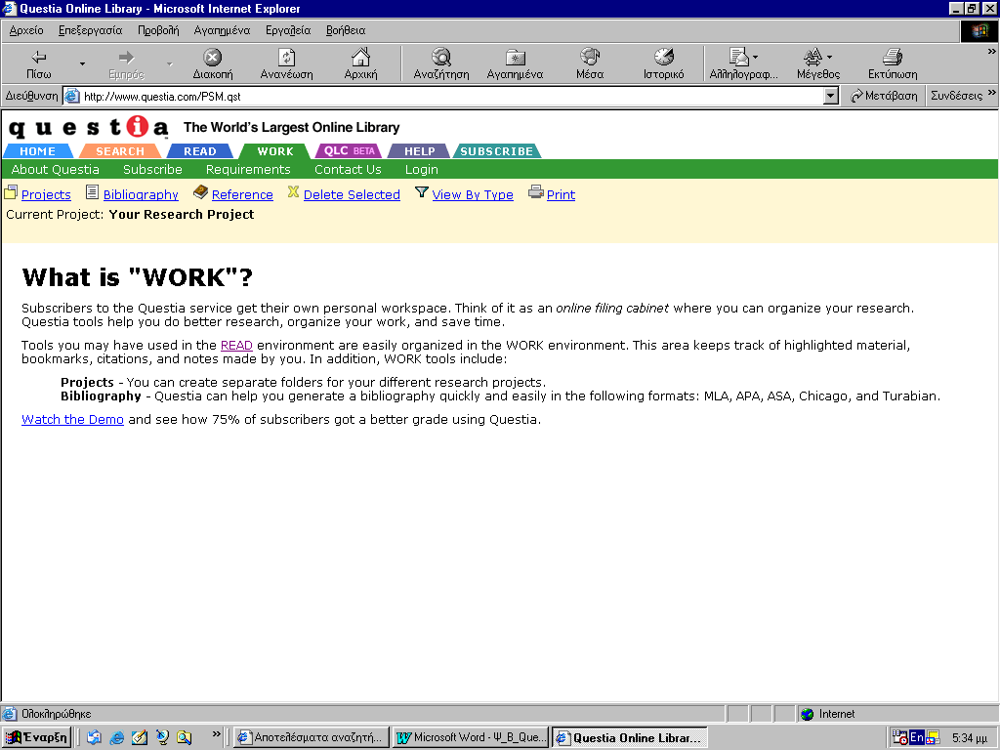 Questia Online Library - Microsoft Internet Explorer
Αρχείο Επεξεργασία Προβολή Αγαπημένα Εργαλεία Βοήθεια
Πίσω Εμπρός Διακοπή Ανανέωση Αρχική Αναζήτηση Αγαπημένα Μέσα Ιστορικό Αλληλογραφ... Μέγεθος Εκτύπωση »
Διεύθυνση http://www.questia.com/PSM.qst Μετάβαση Συνδέσεις »
questia The World's Largest Online Library
HOME SEARCH READ WORK QLC BETA HELP SUBSCRIBE
About Questia Subscribe Requirements Contact Us Login
Projects Bibliography Reference Delete Selected View By Type Print
Current Project: Your Research Project
What is "WORK"?
Subscribers to the Questia service get their own personal workspace. Think of it as an online filing cabinet where you can organize your research.
Questia tools help you do better research, organize your work, and save time.
Tools you may have used in the READ environment are easily organized in the WORK environment. This area keeps track of highlighted material,
bookmarks, citations, and notes made by you. In addition, WORK tools include:
Projects - You can create separate folders for your different research projects.
Bibliography - Questia can help you generate a bibliography quickly and easily in the following formats: MLA, APA, ASA, Chicago, and Turabian.
Watch the Demo and see how 75% of subscribers got a better grade using Questia.
Ολοκληρώθηκε Internet
Έναρξη » Αποτελέσματα αναζητή... Microsoft Word - Ψ_Β_Que... Questia Online Librar... En 5:34 μμ